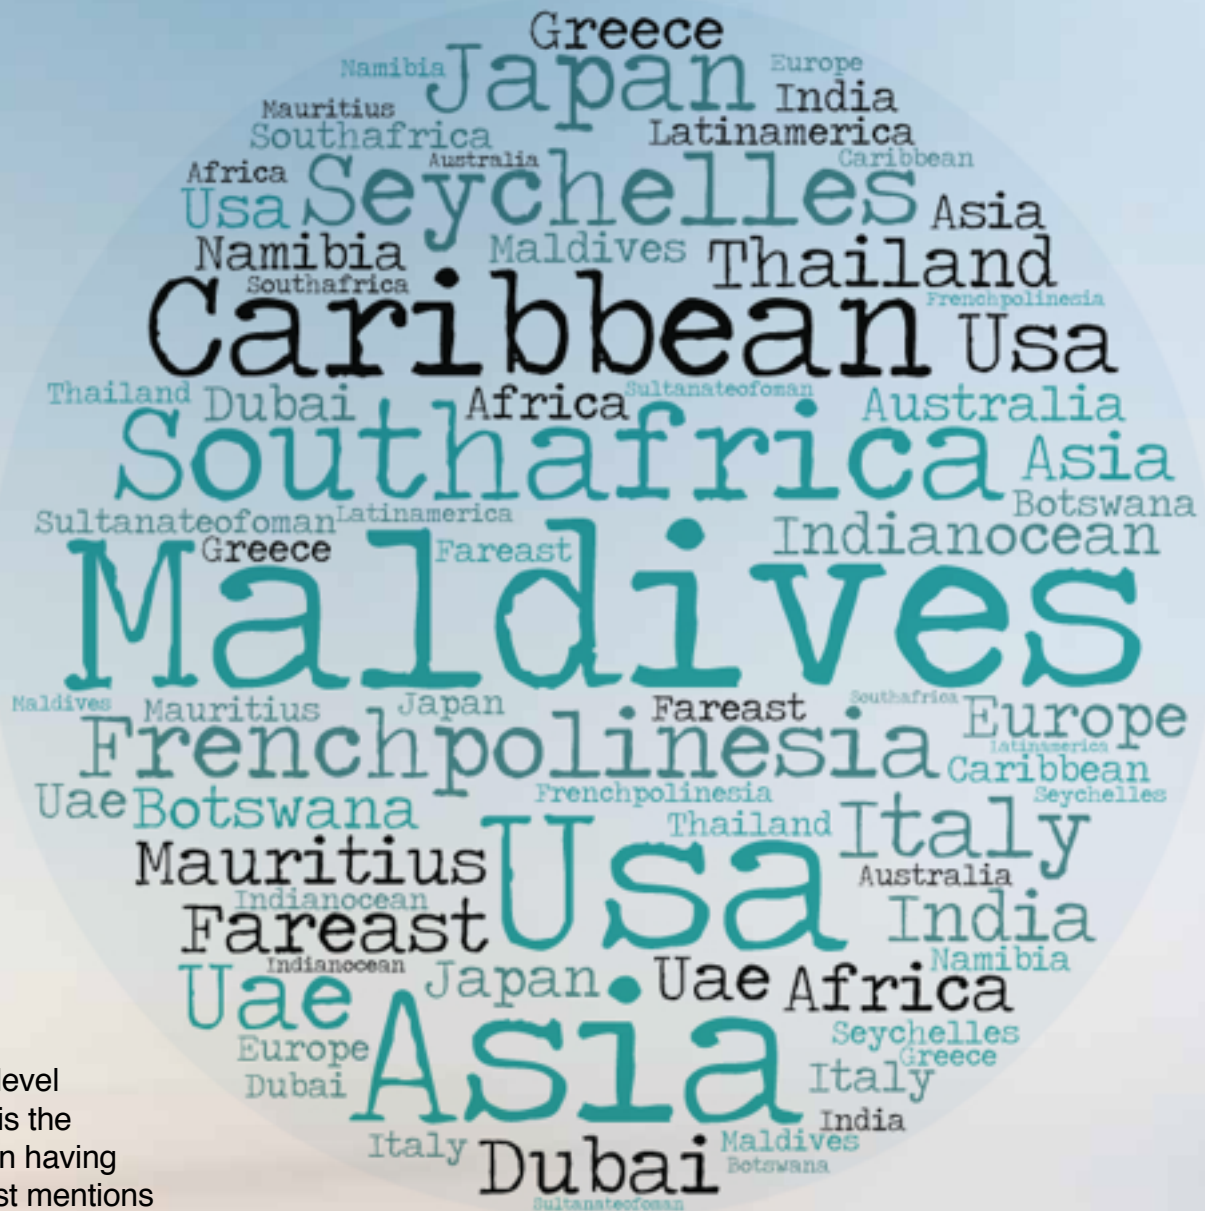 Greece
Namibia Japan Europe
Mauritius India
Southafrica Latinamerica
Africa Australia Caribbean
Usa Seychelles Asia
Namibia Maldives Thailand
Southafrica Frenchpolinesia
Caribbean Usa
Thailand Dubai Africa Sultanateofoman Australia
Southafrica Asia
Botswana
Sultanateofoman Latinamerica Indianocean
Greece Fareast
Maldives
Maldives Mauritius Japan Fareast Southafrica Europe
Frenchpolinesia Latinamerica
Caribbean
Uae Botswana Frenchpolinesia Seychelles
Thailand Italy
Mauritius Usa Australia
Indianocean India
Fareast
Indianocean Japan Uae Namibia
Uae Africa
Asia Seychelles
Europe Greece
Dubai Italy
India
Italy Dubai Maldives
Botswana
Sultanateofoman
level
is the
n having
st mentions